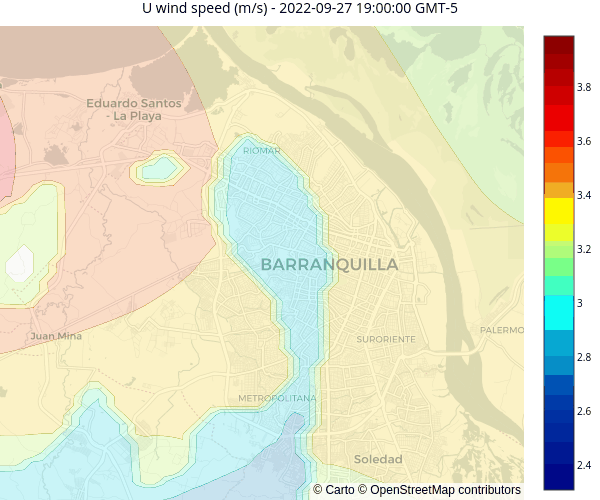 U wind speed (m/s) - 2022-09-27 19:00:00 GMT-5
Eduardo Santos
- La Playa
RIOMAR
BARRANQUILLA
Juan Mina
SURORIENTE
PALERMO
METROPOLITANA
Soledad
© Carto © OpenStreetMap contributors
3.8
3.6
3.4
3.2
3
2.8
2.6
2.4